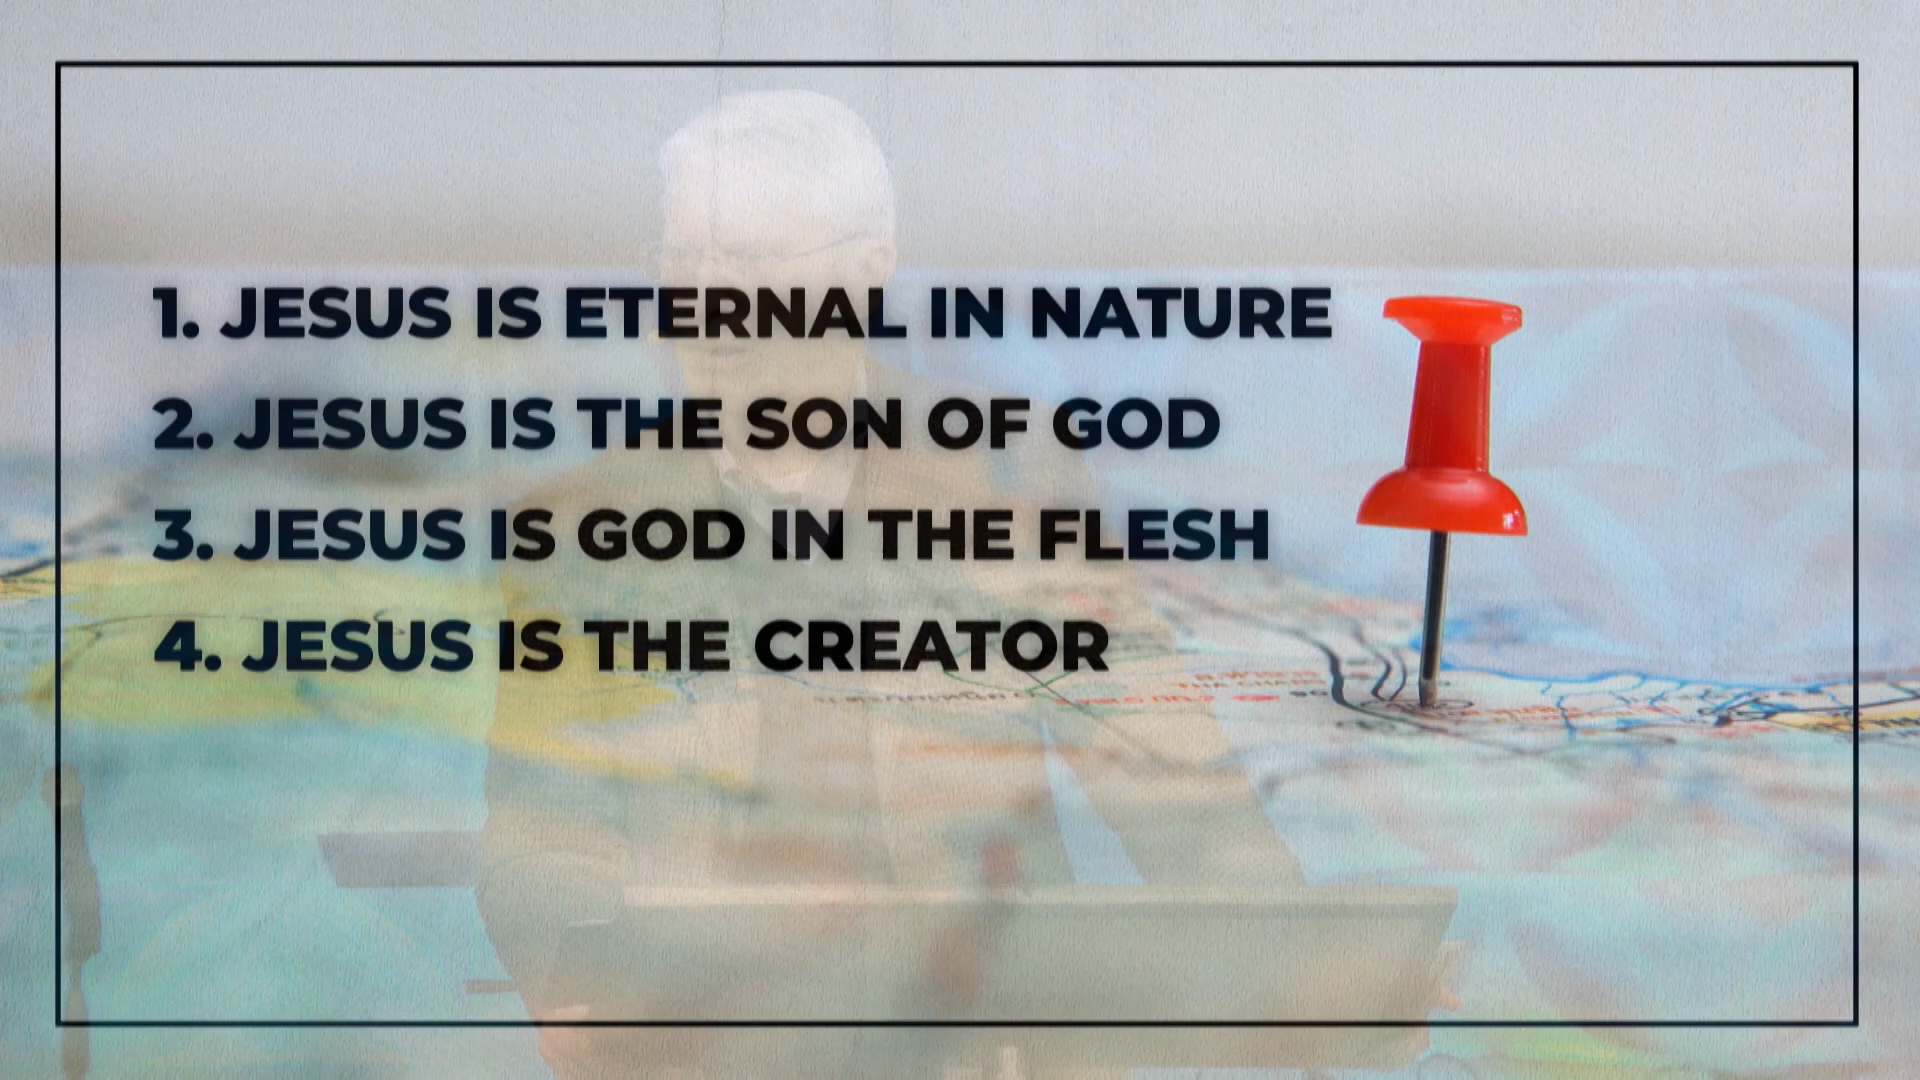 1. JESUS IS ETERNAL IN NATURE
2. JESUS IS THE SON OF GOD
3. JESUS IS GOD IN THE FLESH
4. JESUS IS THE CREATOR